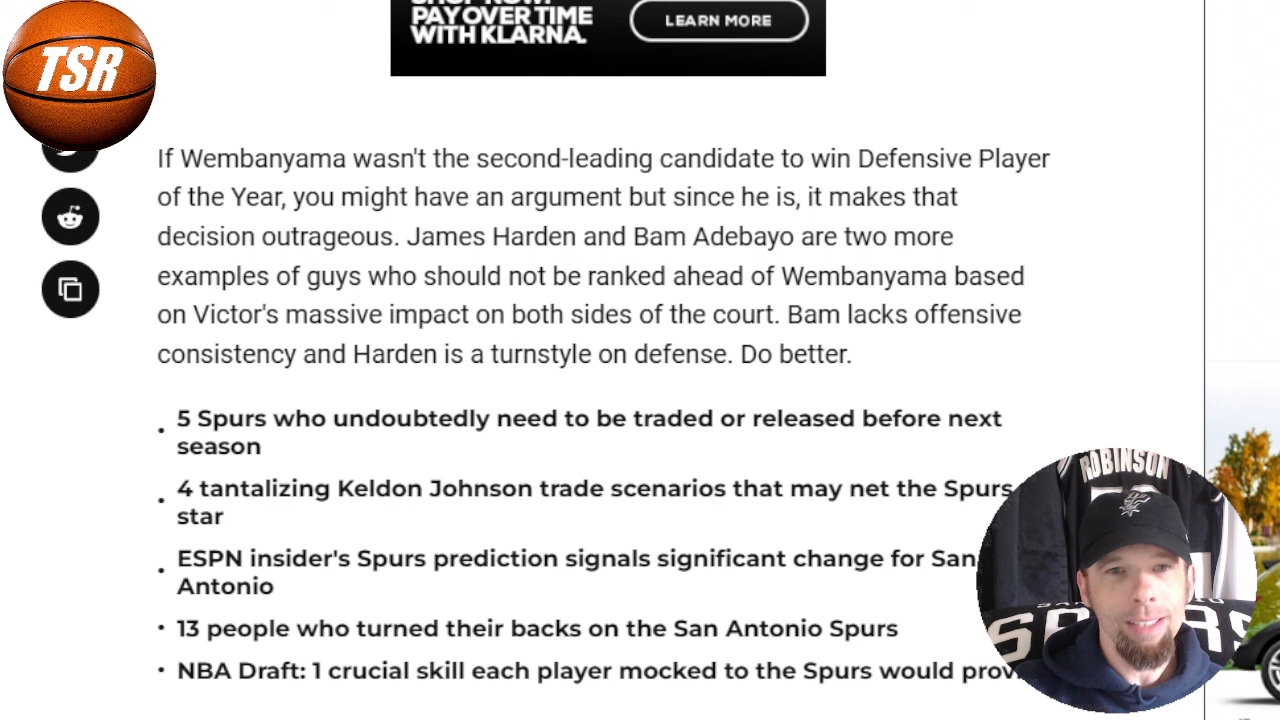 SHOP NOW.
PAY OVER TIME
WITH KLARNA.
LEARN MORE
TSR
If Wembanyama wasn't the second-leading candidate to win Defensive Player
of the Year, you might have an argument but since he is, it makes that
decision outrageous. James Harden and Bam Adebayo are two more
examples of guys who should not be ranked ahead of Wembanyama based
on Victor's massive impact on both sides of the court. Bam lacks offensive
consistency and Harden is a turnstyle on defense. Do better.
• 5 Spurs who undoubtedly need to be traded or released before next
season
• 4 tantalizing Keldon Johnson trade scenarios that may net the Spurs
star
• ESPN insider's Spurs prediction signals significant change for San
Antonio
• 13 people who turned their backs on the San Antonio Spurs
• NBA Draft: 1 crucial skill each player mocked to the Spurs would
ROBINSON